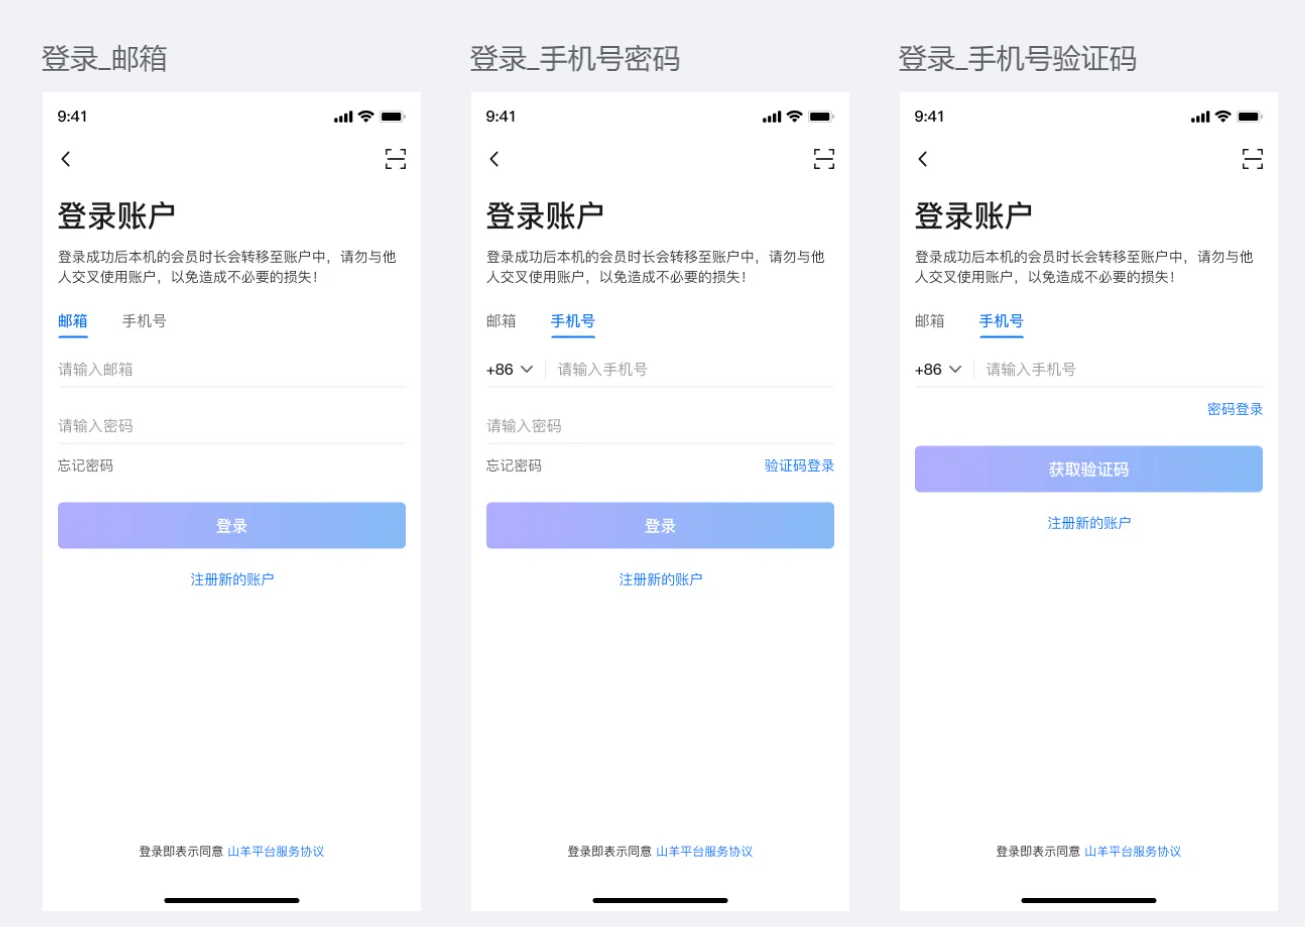 登录_邮箱
9:41
登录账户
登录成功后本机的会员时长会转移至账户中，请勿与他
人交叉使用账户，以免造成不必要的损失！
邮箱 手机号
请输入邮箱
请输入密码
忘记密码
登录
注册新的账户
登录即表示同意 山羊平台服务协议
登录_手机号密码
9:41
登录账户
登录成功后本机的会员时长会转移至账户中，请勿与他
人交叉使用账户，以免造成不必要的损失！
邮箱 手机号
+86 请输入手机号
请输入密码
忘记密码 验证码登录
登录
注册新的账户
登录即表示同意 山羊平台服务协议
登录_手机号验证码
9:41
登录账户
登录成功后本机的会员时长会转移至账户中，请勿与他
人交叉使用账户，以免造成不必要的损失！
邮箱 手机号
+86 请输入手机号
密码登录
获取验证码
注册新的账户
登录即表示同意 山羊平台服务协议